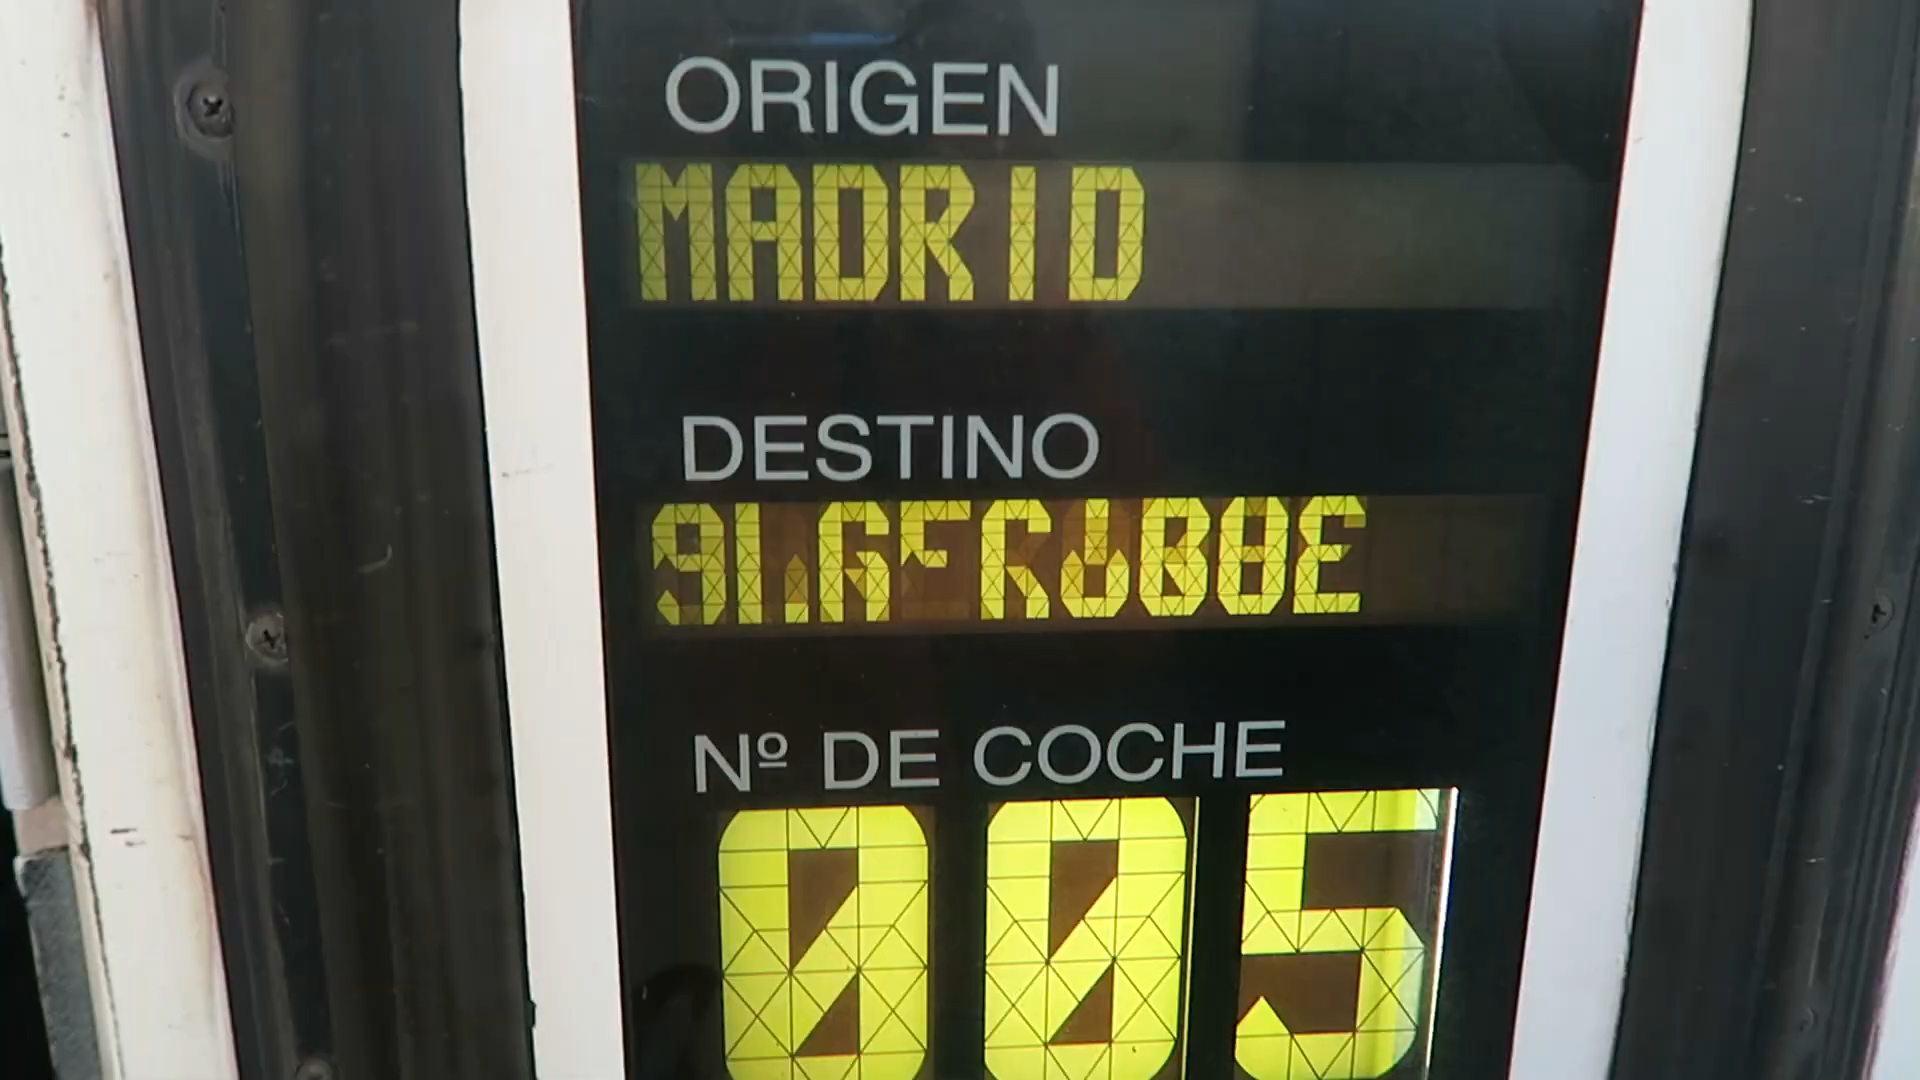 ORIGEN
MADRID
DESTINO
Nº DE COCHE
005